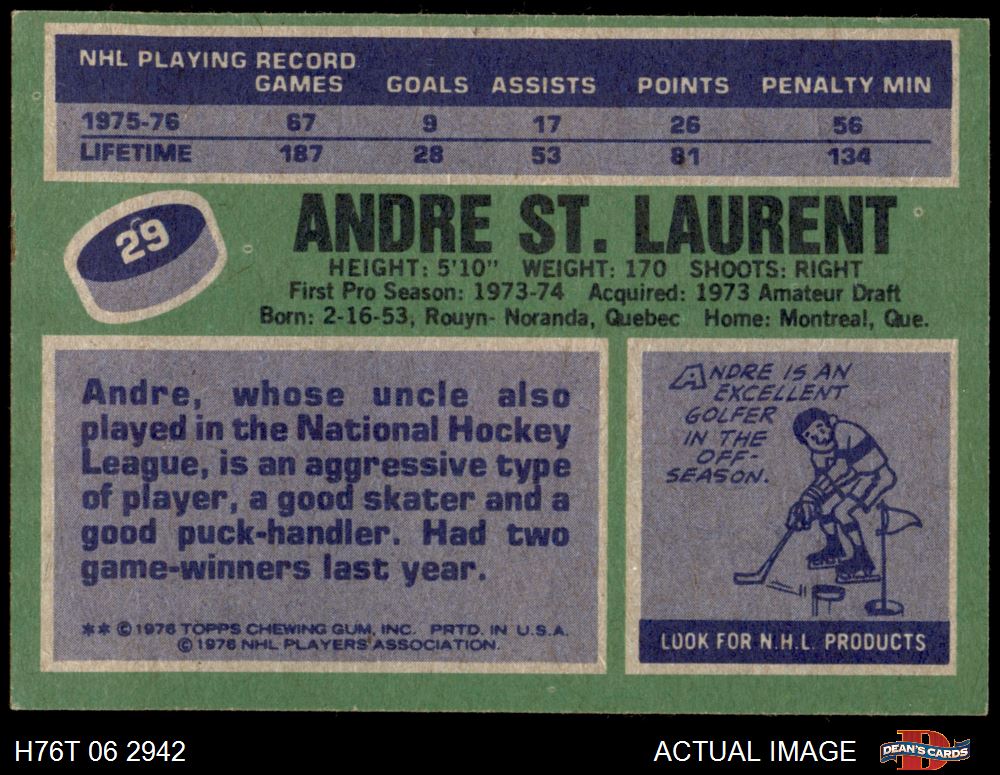 NHL PLAYING RECORD
GAMES GOALS ASSISTS POINTS PENALTY MIN
1975-76 67 9 17 26 56
LIFETIME 187 28 53 81 134
29
ANDRE ST. LAURENT
HEIGHT: 5'10" WEIGHT: 170 SHOOTS: RIGHT
First Pro Season: 1973-74 Acquired: 1973 Amateur Draft
Born: 2-16-53, Rouyn- Noranda, Quebec Home: Montreal, Que.
Andre, whose uncle also
played in the National Hockey
League, is an aggressive type
of player, a good skater and a
good puck-handler. Had two
game-winners last year.
** © 1976 TOPPS CHEWING GUM, INC. PRTD. IN U.S.A.
© 1976 NHL PLAYERS' ASSOCIATION.
ANDRE IS AN
EXCELLENT
GOLFER
IN THE
OFF-
SEASON.
LOOK FOR N.H.L. PRODUCTS
H76T 06 2942
ACTUAL IMAGE
DEAN'S CARDS